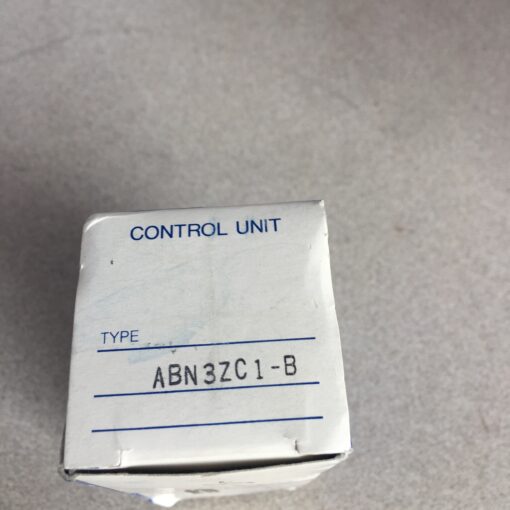 CONTROL UNIT
TYPE
ABN3ZC1-B